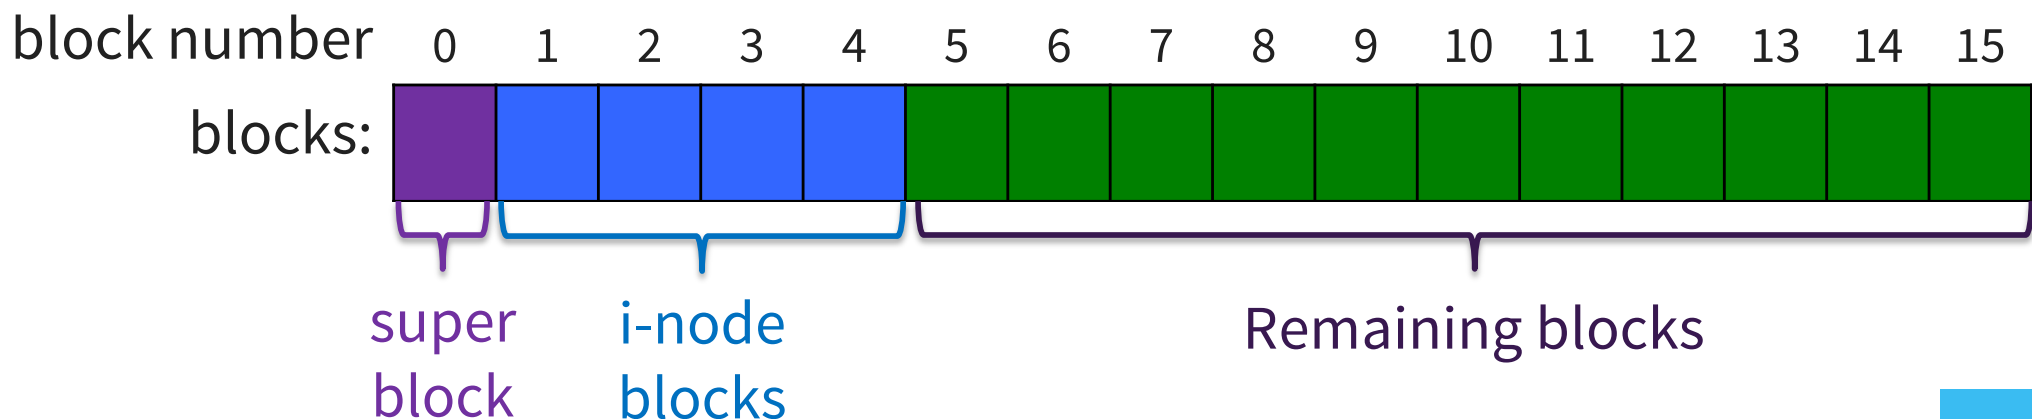 block number 0 1 2 3 4 5 6 7 8 9 10 11 12 13 14 15
blocks:
super i-node Remaining blocks
block blocks